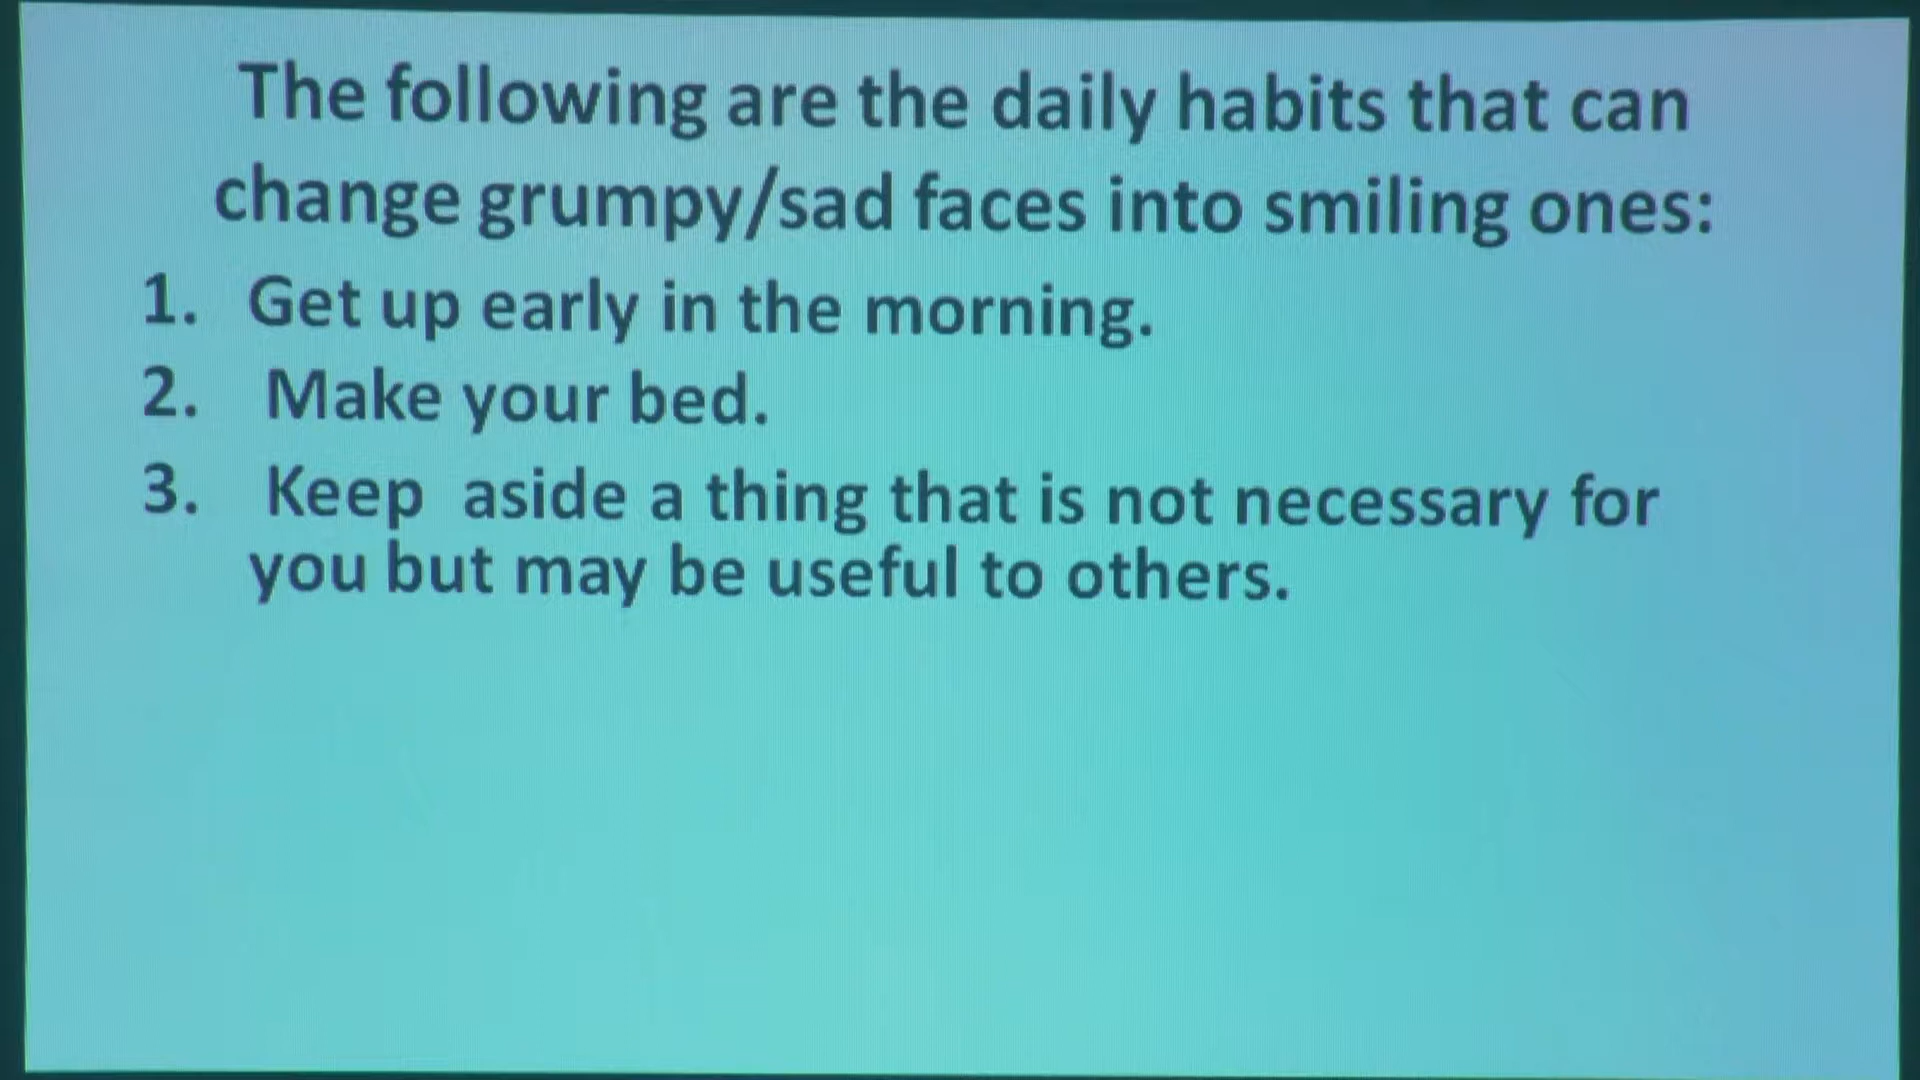 The following are the daily habits that can
change grumpy/sad faces into smiling ones:
1. Get up early in the morning.
2. Make your bed.
3. Keep aside a thing that is not necessary for
you but may be useful to others.